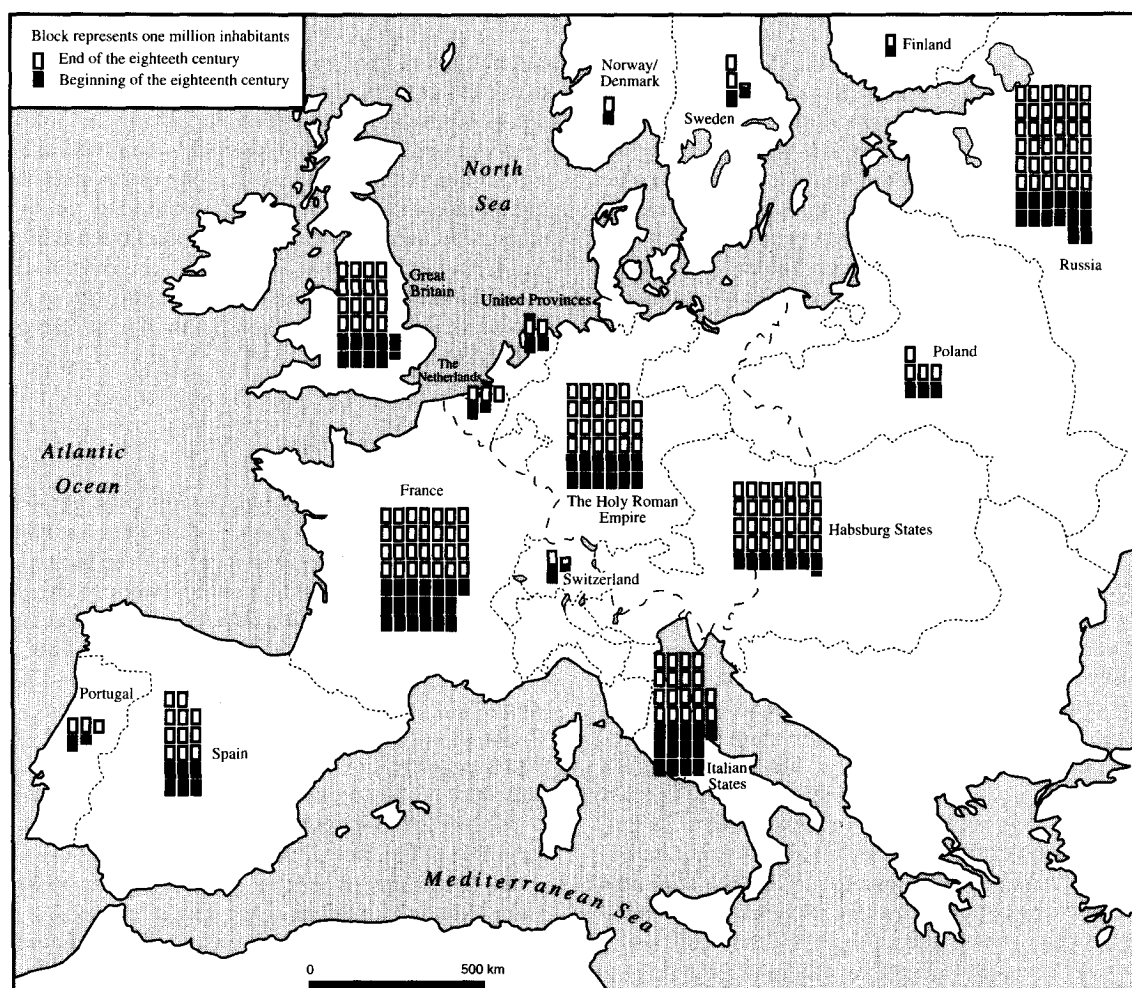 Block represents one million inhabitants
End of the eighteeth century
Beginning of the eighteenth century
Norway/
Denmark
Finland
Sweden
North
Sea
Russia
Great
Britain
United Provinces
The
Netherlands
Poland
Atlantic
Ocean
France
The Holy Roman
Empire
Habsburg States
Switzerland
Portugal
Spain
Italian
States
Mediterranean Sea
0 500 km